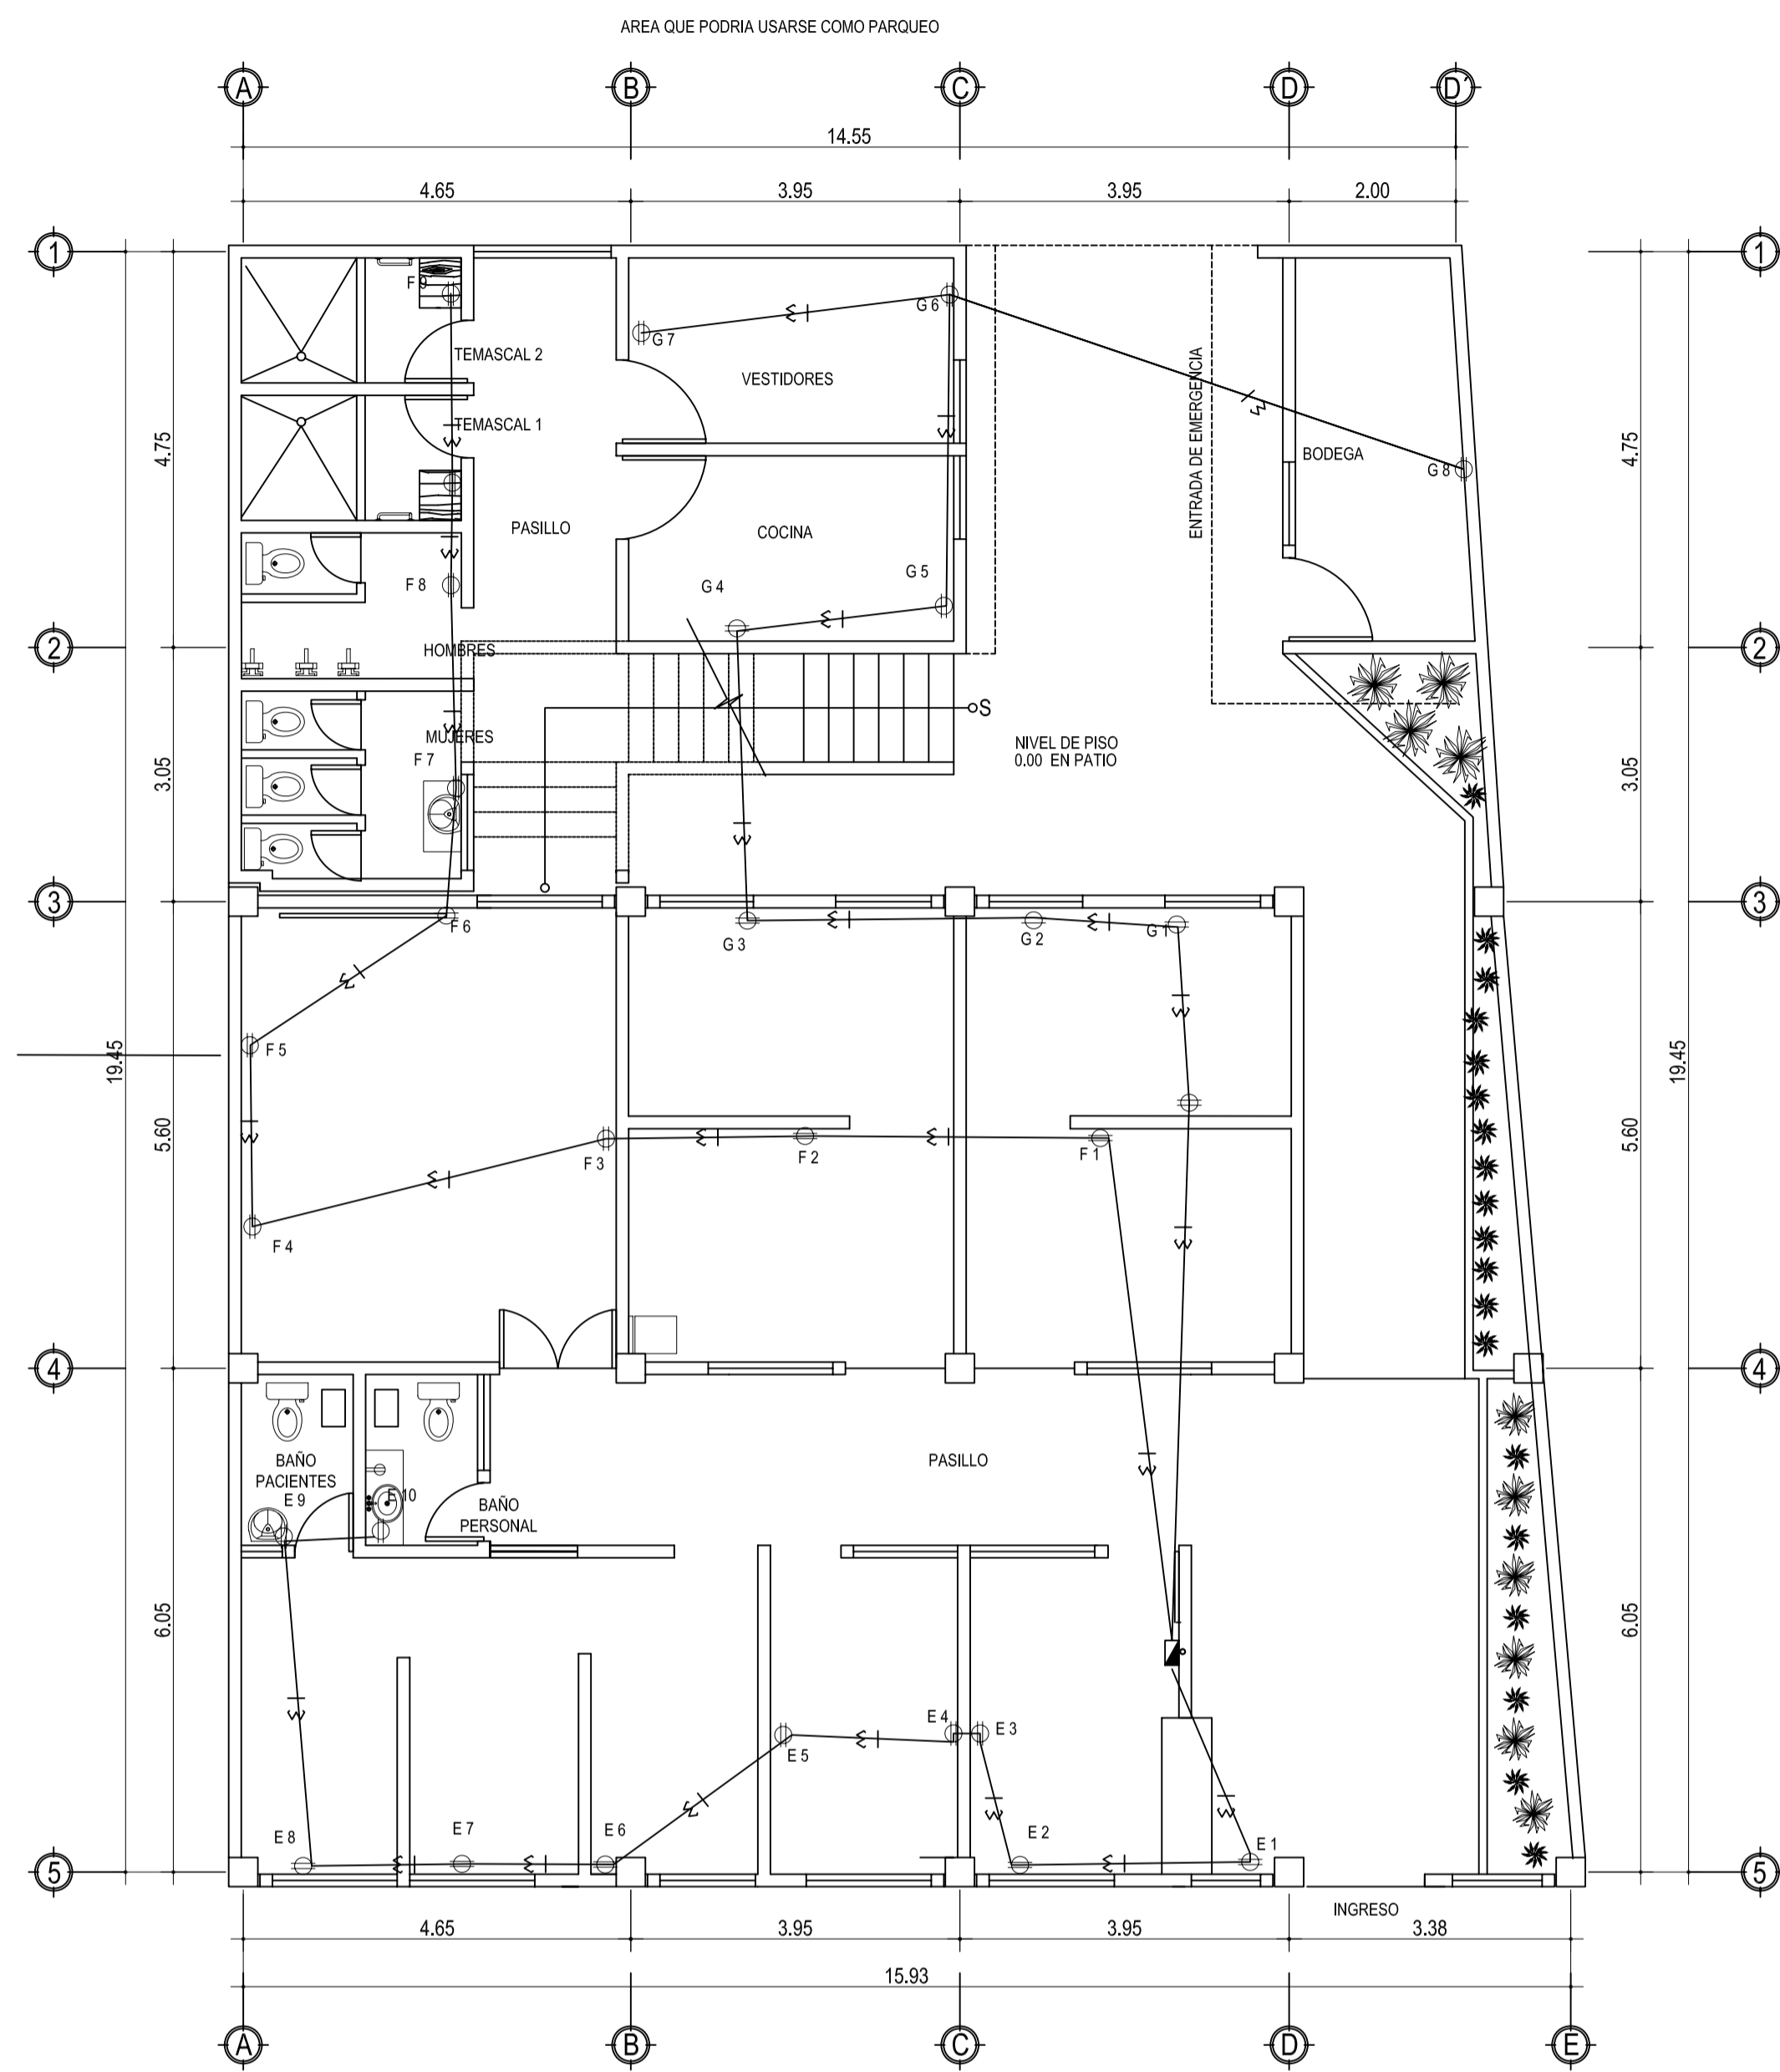 AREA QUE PODRIA USARSE COMO PARQUEO
A B C D D´
14.55
4.65 3.95 3.95 2.00
1 1
F 9
G 6
G 7
TEMASCAL 2
VESTIDORES
ENTRADA DE EMERGENCIA
TEMASCAL 1
4.75
4.75
BODEGA
G 8
PASILLO
COCINA
G 5
F 8
G 4
2 2
HOMBRES
S
MUJERES
NIVEL DE PISO
0.00 EN PATIO
F 7
3.05
3.05
3 3
F 6
G 3
G 2
G 1
F 5
19.45
19.45
5.60
5.60
F 3
F 2
F 1
F 4
4 4
BAÑO
PACIENTES
E 9
E 10
BAÑO
PERSONAL
PASILLO
6.05
6.05
E 4
E 3
E 5
E 8
E 7
E 6
E 2
E 1
5 5
INGRESO
4.65 3.95 3.95 3.38
15.93
A B C D E